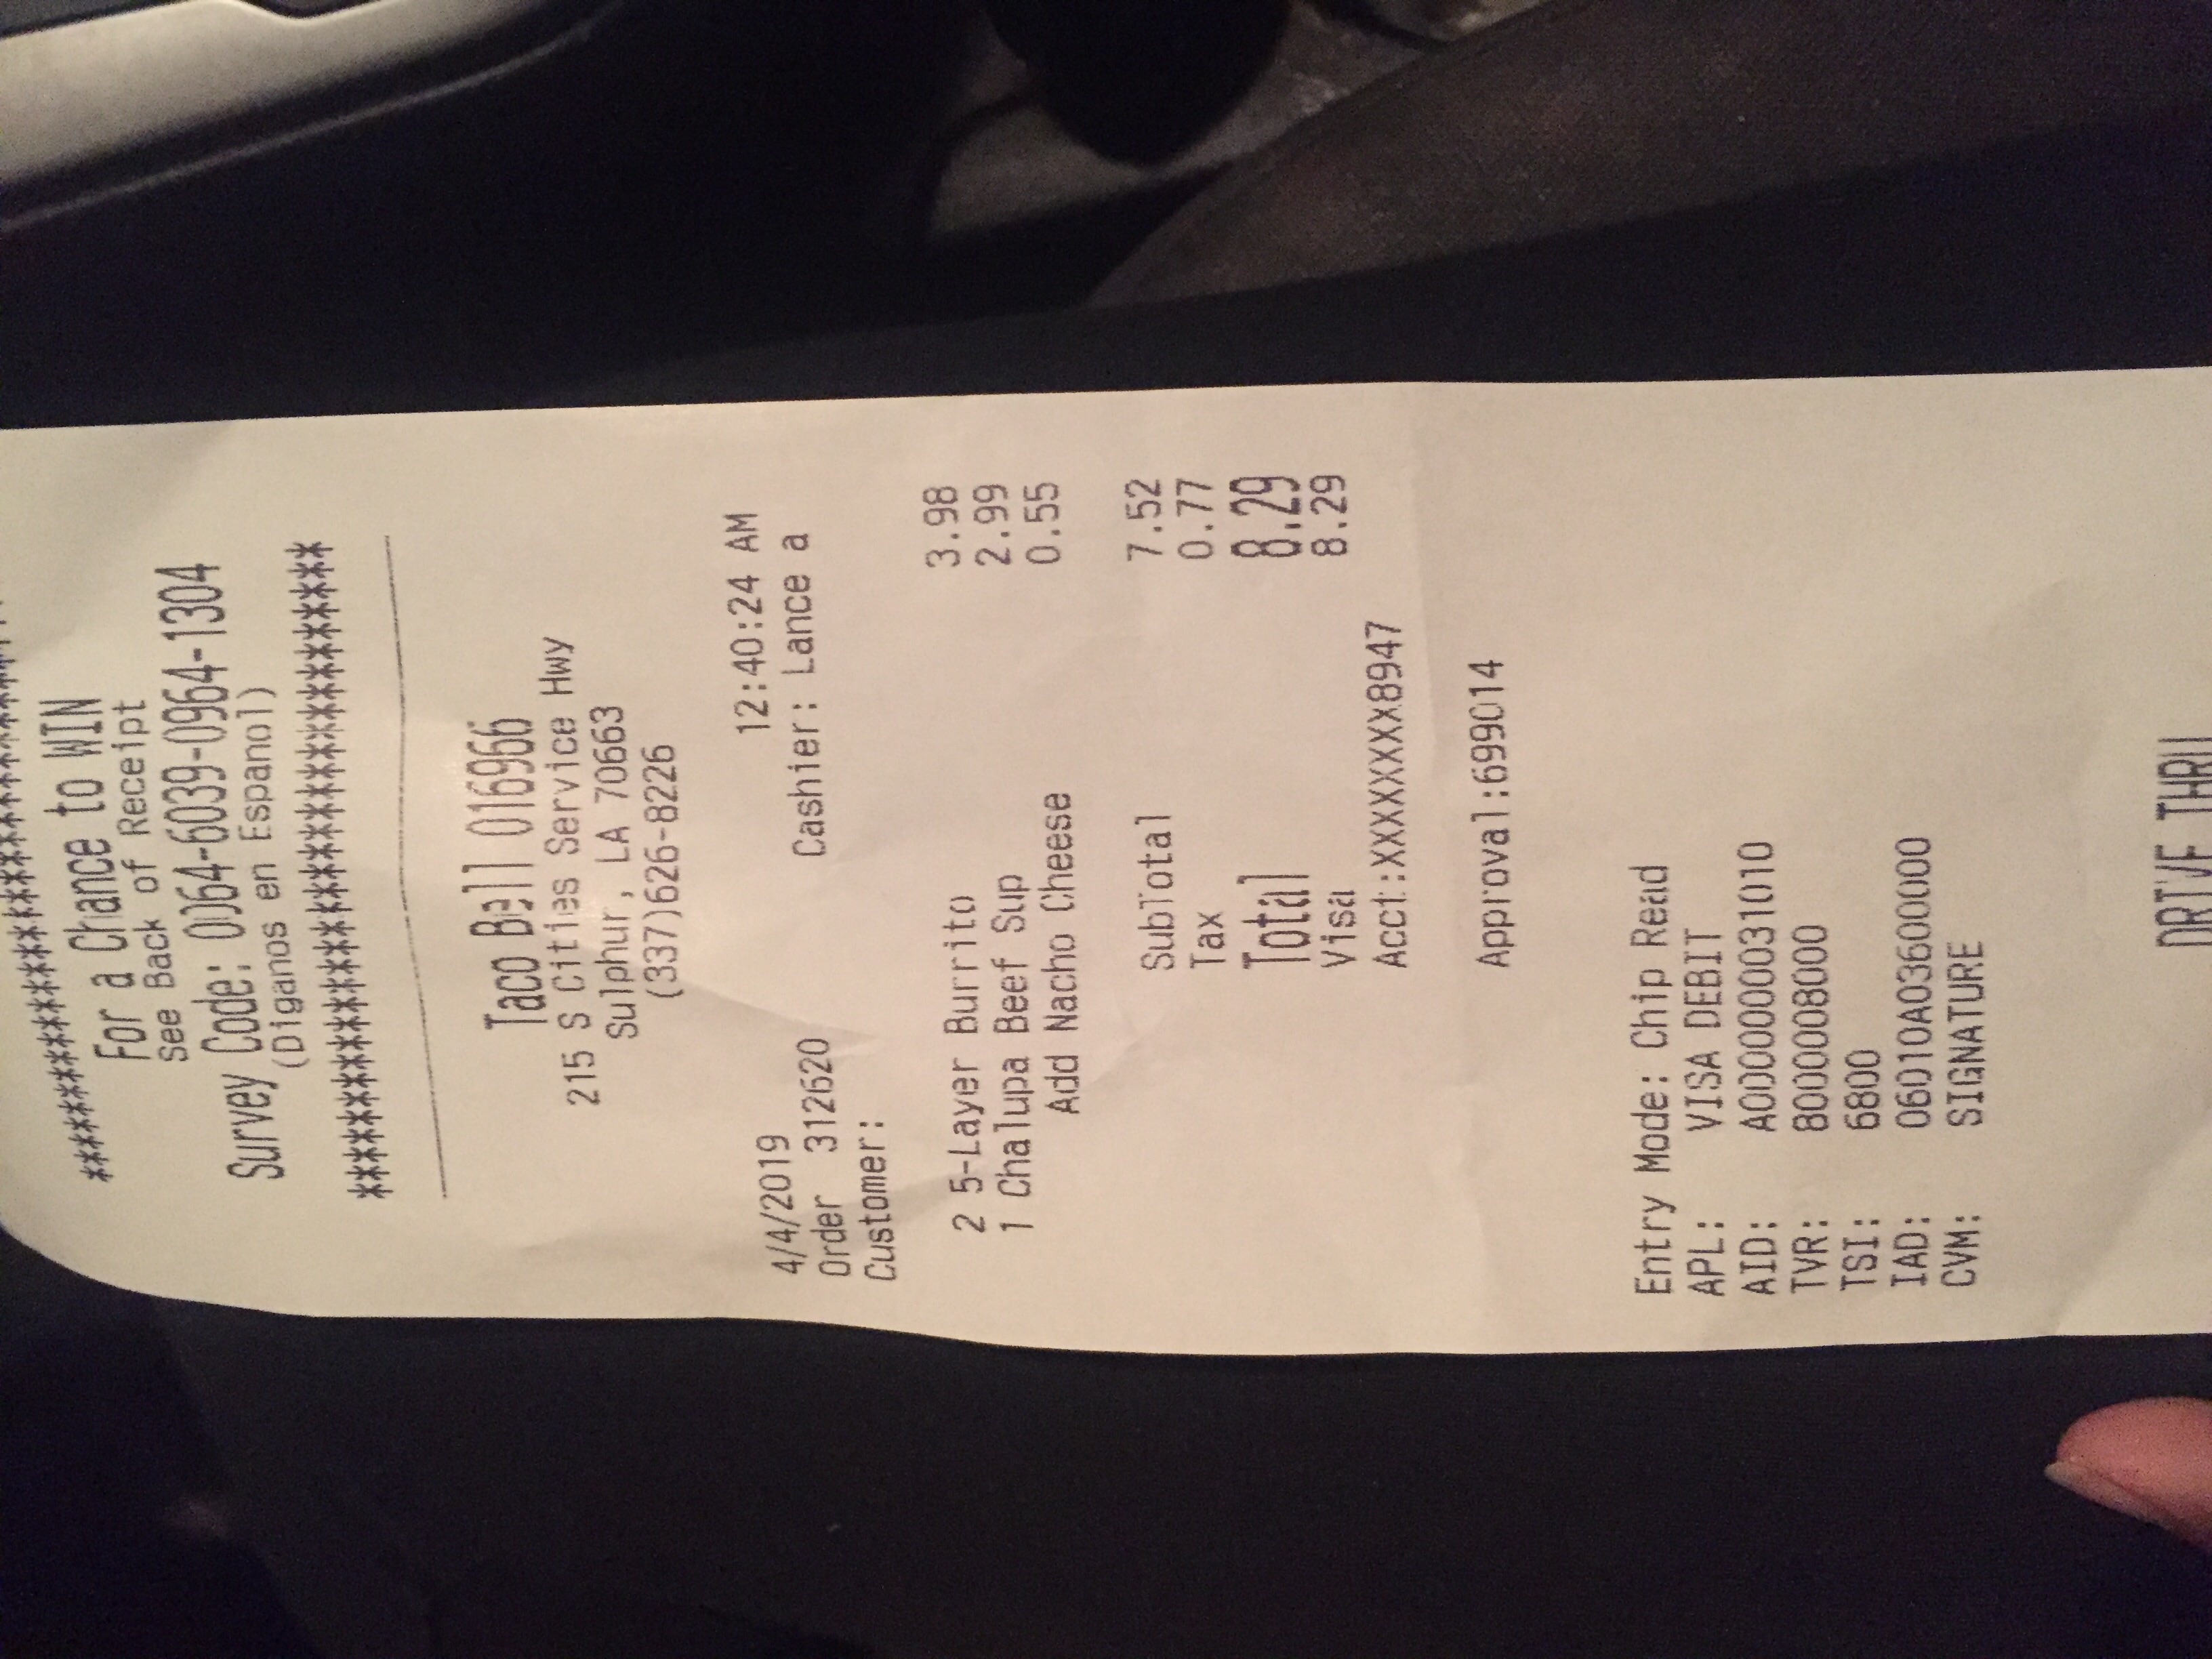 ********************************
For a Chance to WIN
See Back of Receipt
Survey Code: 0064-6039-0964-1304
(Diganos en Espanol)
********************************
Taco Bell 016966
215 S Cities Service Hwy
Sulphur, LA 70663
(337)626-8226
4/4/2019 12:40:24 AM
Order 312620 Cashier: Lance a
Customer:
2 5-Layer Burrito 3.98
1 Chalupa Beef Sup 2.99
Add Nacho Cheese 0.55
SubTotal 7.52
Tax 0.77
Total 8.29
Visa 8.29
Acct:XXXXXXXX8947
Approval:699014
Entry Mode: Chip Read
APL: VISA DEBIT
AID: A0000000031010
TVR: 8000008000
TSI: 6800
IAD: 06010A03600000
CVM: SIGNATURE
DRIVE THRU